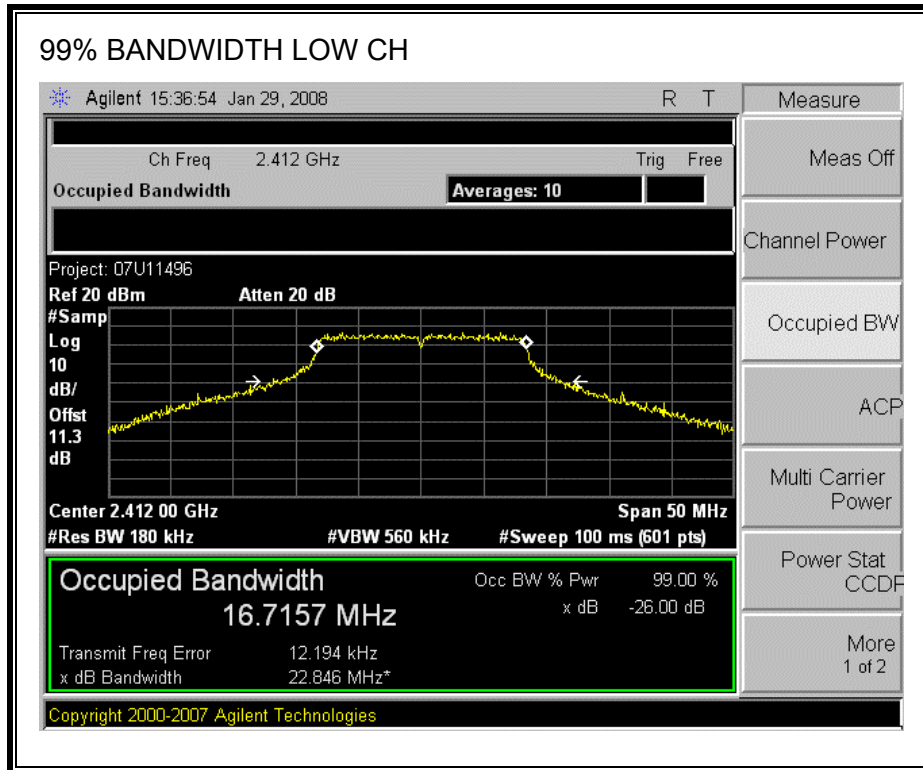 99% BANDWIDTH LOW CH
Agilent 15:36:54 Jan 29, 2008 R T
Measure
Ch Freq 2.412 GHz Trig Free
Occupied Bandwidth Averages: 10
Meas Off
Channel Power
Occupied BW
ACP
Multi Carrier
Power
Power Stat
CCDF
More
1 of 2
Project: 07U11496
Ref 20 dBm Atten 20 dB
#Samp
Log
10
dB/
Offst
11.3
dB
Center 2.412 00 GHz Span 50 MHz
#Res BW 180 kHz #VBW 560 kHz #Sweep 100 ms (601 pts)
Occupied Bandwidth Occ BW % Pwr 99.00 %
16.7157 MHz x dB -26.00 dB
Transmit Freq Error 12.194 kHz
x dB Bandwidth 22.846 MHz*
Copyright 2000-2007 Agilent Technologies